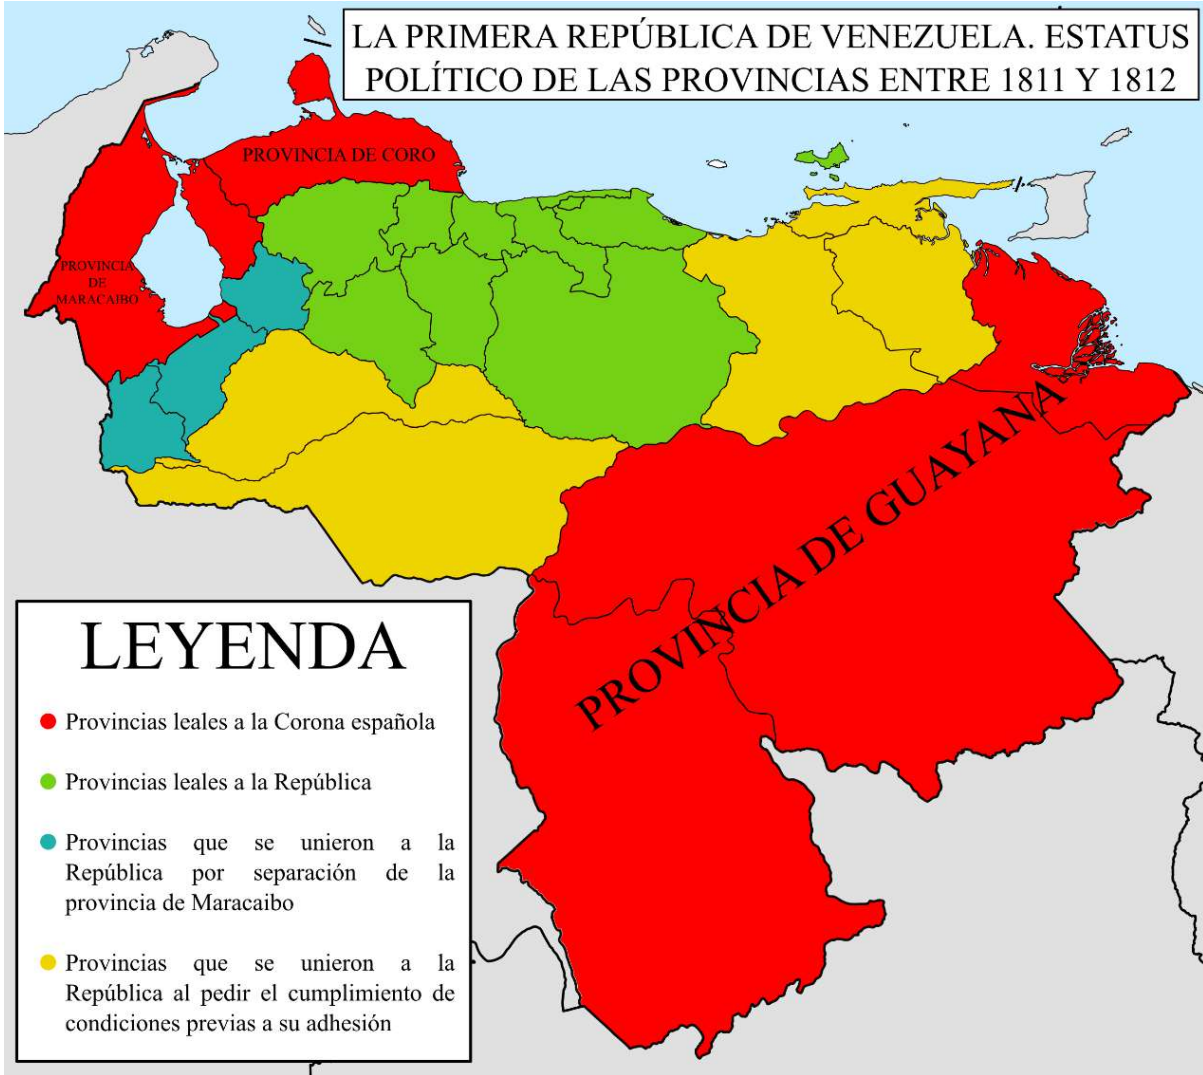 LA PRIMERA REPÚBLICA DE VENEZUELA. ESTATUS
POLÍTICO DE LAS PROVINCIAS ENTRE 1811 Y 1812
PROVINCIA DE CORO
PROVINCIA
DE
MARACAIBO
PROVINCIA DE GUAYANA
LEYENDA
Provincias leales a la Corona española
Provincias leales a la República
Provincias que se unieron a la
República por separación de la
provincia de Maracaibo
Provincias que se unieron a la
República al pedir el cumplimiento de
condiciones previas a su adhesión